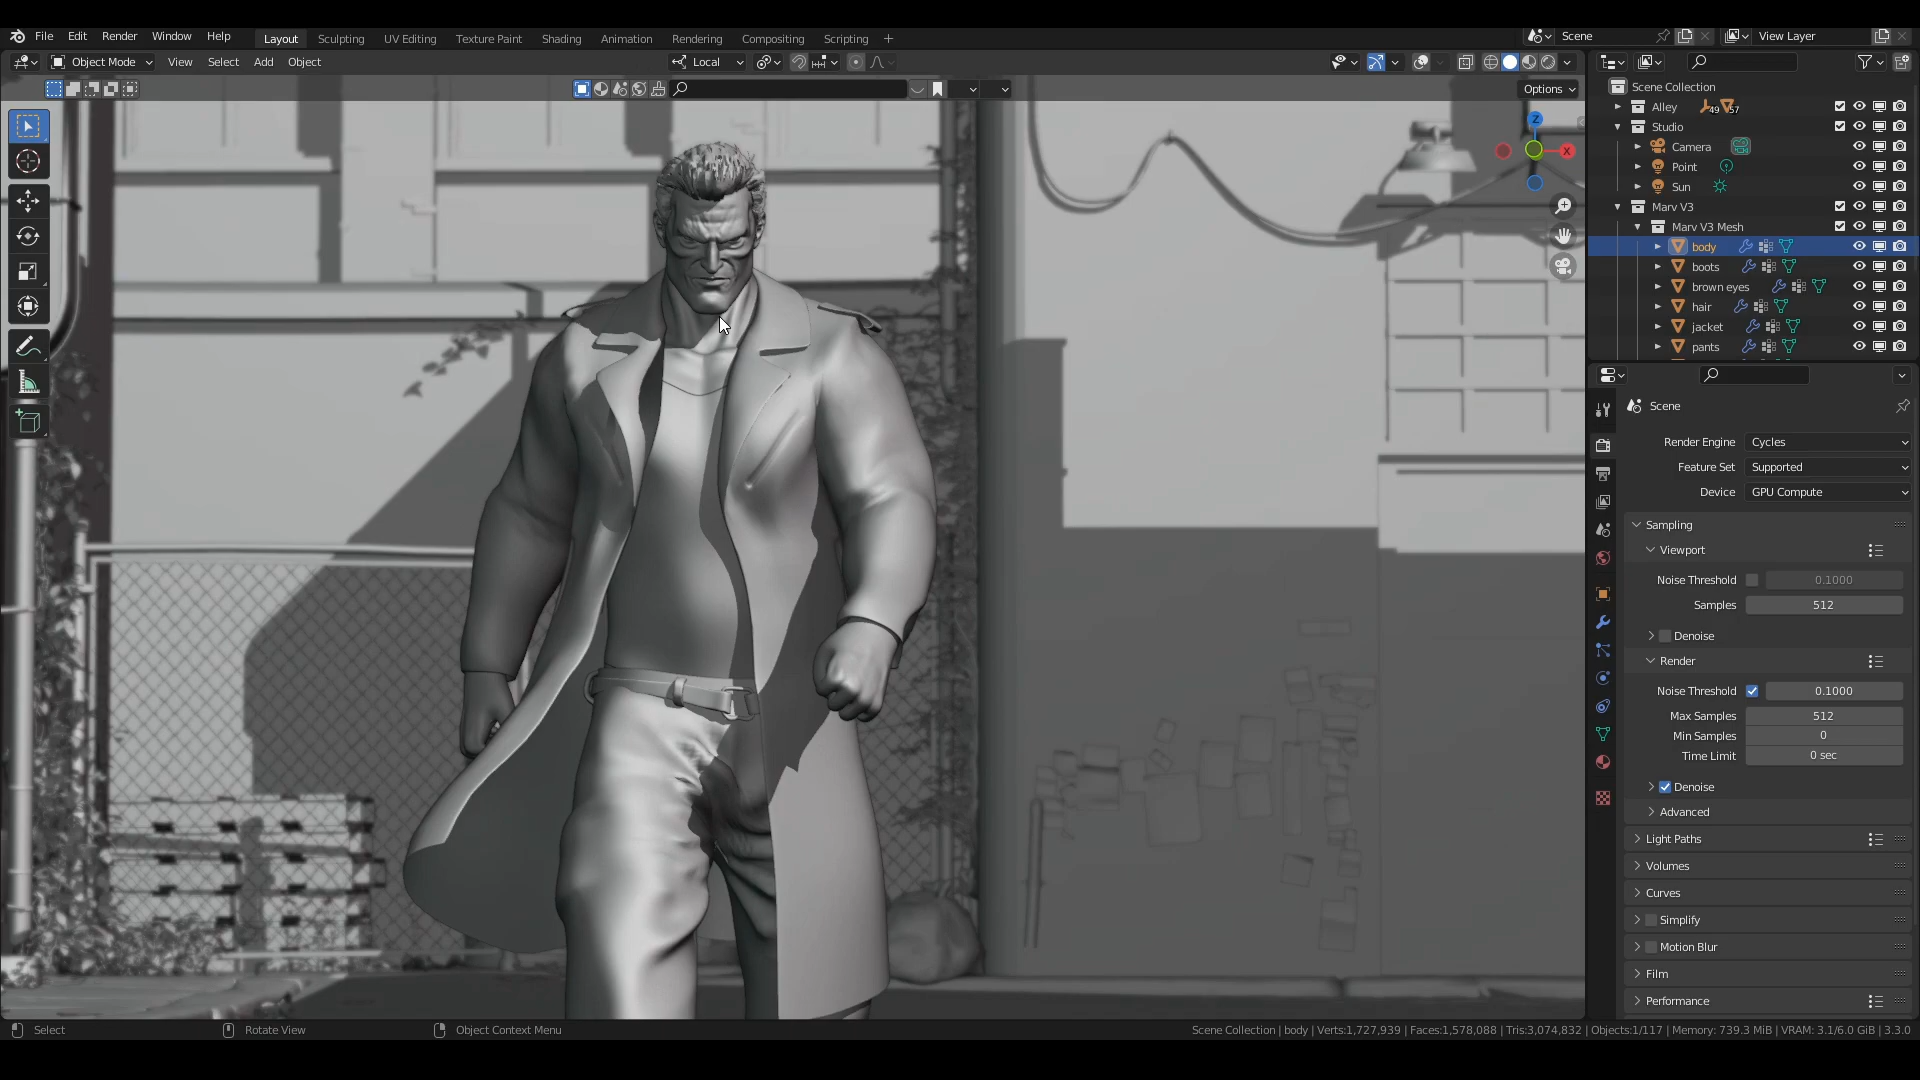 File Edit Render Window Help Layout Sculpting UV Editing Texture Paint Shading Animation Rendering Compositing Scripting + Scene View Layer
Object Mode View Select Add Object Local
Options
Z
X
Scene Collection
Alley 49 57
Studio
Camera
Point
Sun
Marv V3
Marv V3 Mesh
body
boots
brown eyes
hair
jacket
pants
Scene
Render Engine Cycles
Feature Set Supported
Device GPU Compute
Sampling
Viewport
Noise Threshold 0.1000
Samples 512
Denoise
Render
Noise Threshold 0.1000
Max Samples 512
Min Samples 0
Time Limit 0 sec
Denoise
Advanced
Light Paths
Volumes
Curves
Simplify
Motion Blur
Film
Performance
Select Rotate View Object Context Menu Scene Collection | body | Verts:1,727,939 | Faces:1,578,088 | Tris:3,074,832 | Objects:1/117 | Memory: 739.3 MiB | VRAM: 3.1/6.0 GiB | 3.3.0